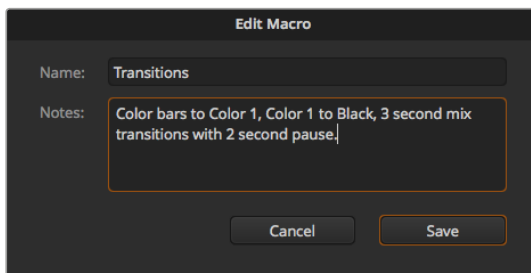 Edit Macro
Name: Transitions
Notes: Color bars to Color 1, Color 1 to Black, 3 second mix
transitions with 2 second pause.
Cancel Save